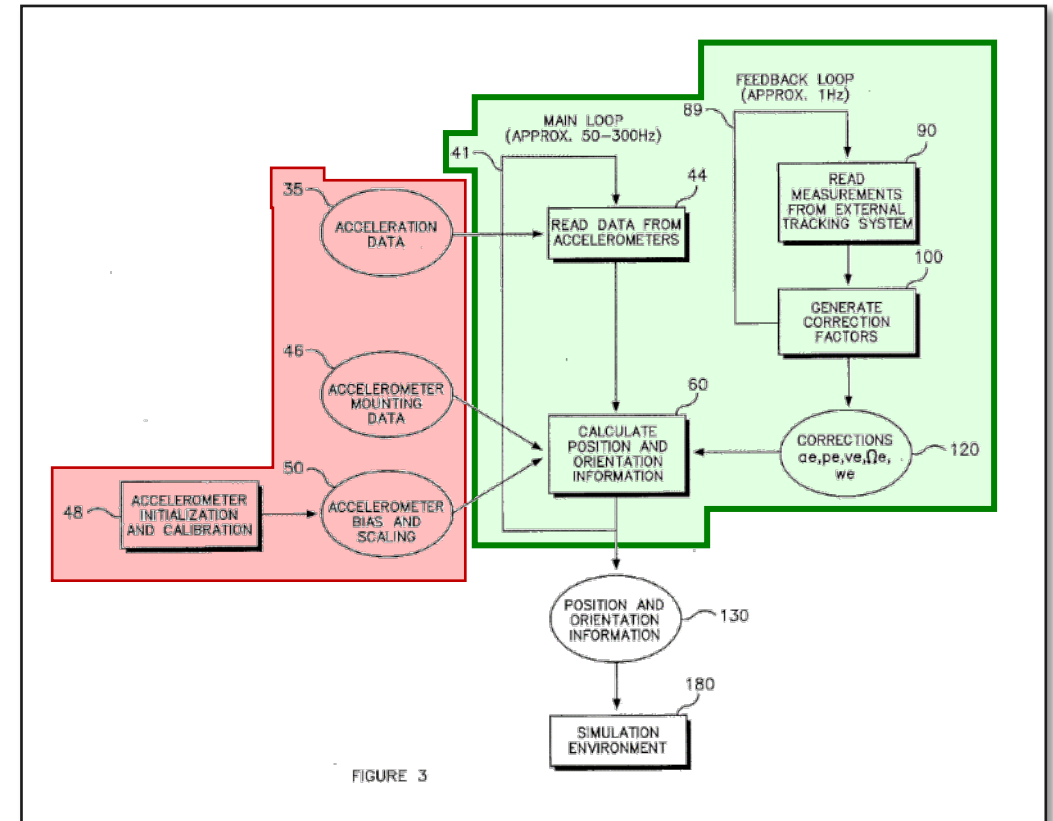 FEEDBACK LOOP
(APPROX. 1Hz)
89
MAIN LOOP
(APPROX. 50-300Hz)
41
90
READ
MEASUREMENTS
FROM EXTERNAL
TRACKING SYSTEM
35
ACCELERATION
DATA
44
READ DATA FROM
ACCELEROMETERS
100
GENERATE
CORRECTION
FACTORS
46
ACCELEROMETER
MOUNTING
DATA
60
CALCULATE
POSITION AND
ORIENTATION
INFORMATION
CORRECTIONS
ae,pe,ve,Ωe,
we
120
48
ACCELEROMETER
INITIALIZATION
AND CALIBRATION
50
ACCELEROMETER
BIAS AND
SCALING
POSITION AND
ORIENTATION
INFORMATION
130
180
SIMULATION
ENVIRONMENT
FIGURE 3